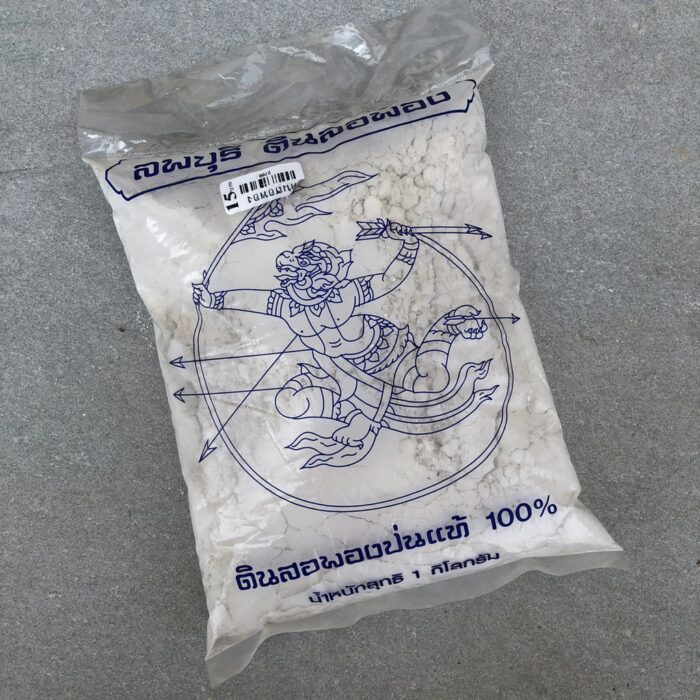 ลพบุรี ดินสอพอง
15
ดินสอพองป่นแท้ 100%
น้ำหนักสุทธิ 1 กิโลกรัม